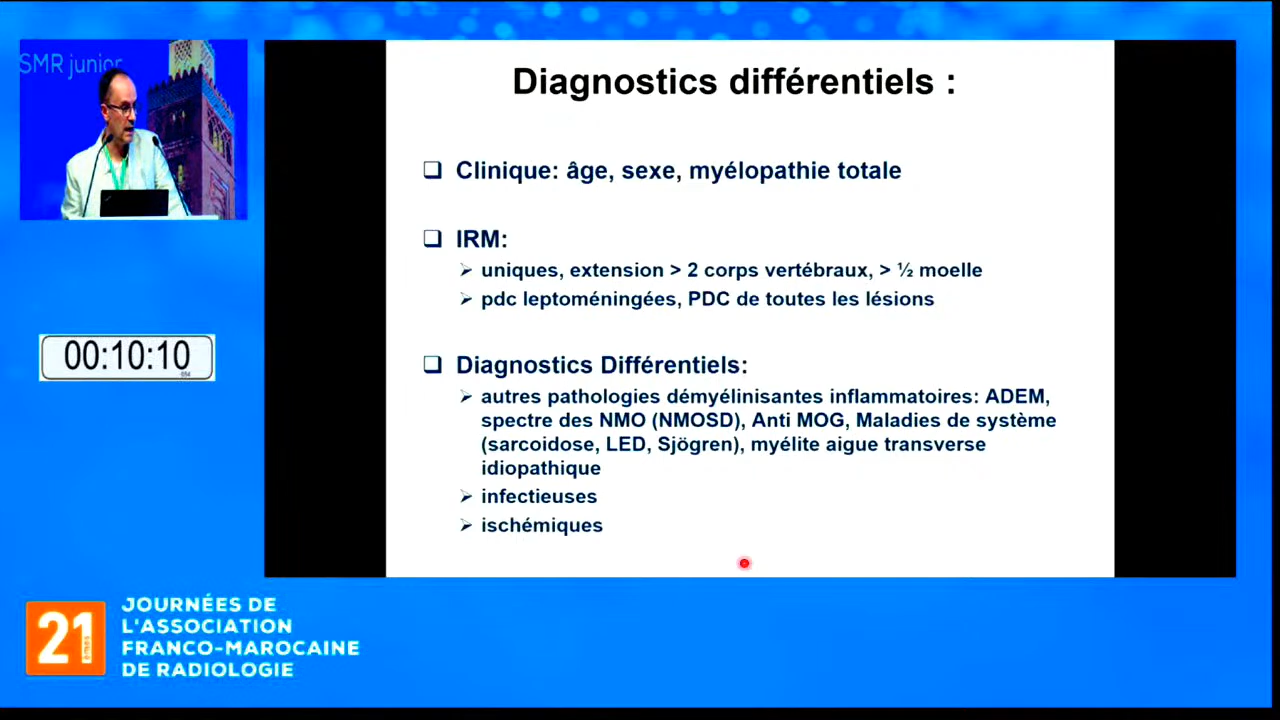 SMR junior
Diagnostics différentiels :
❑ Clinique: âge, sexe, myélopathie totale
❑ IRM:
➢ uniques, extension > 2 corps vertébraux, > ½ moelle
➢ pdc leptoméningées, PDC de toutes les lésions
❑ Diagnostics Différentiels:
➢ autres pathologies démyélinisantes inflammatoires: ADEM,
spectre des NMO (NMOSD), Anti MOG, Maladies de système
(sarcoidose, LED, Sjögren), myélite aigue transverse
idiopathique
➢ infectieuses
➢ ischémiques
00:10:10
21
èmes
JOURNÉES DE
L'ASSOCIATION
FRANCO-MAROCAINE
DE RADIOLOGIE